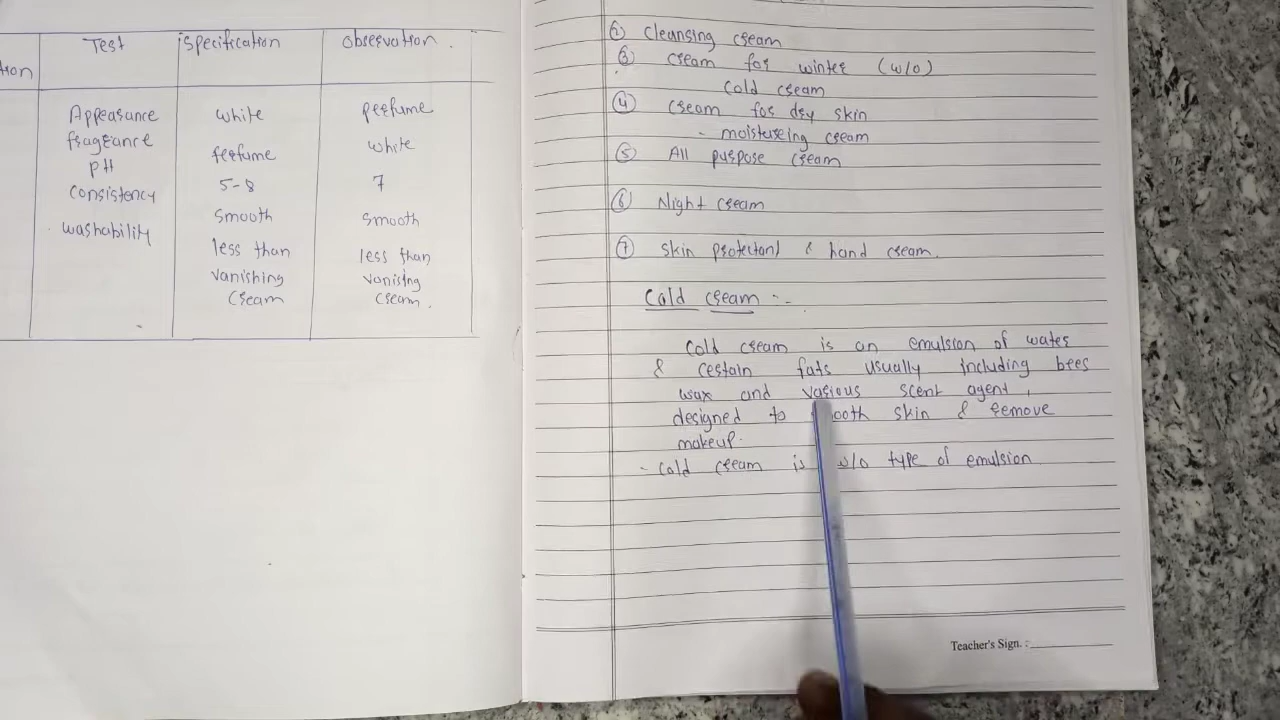 Test specification observation.
tion
Appearance white perfume
fragrance perfume white
pH 5-8 7
consistency smooth smooth
washability less than less than
vanishing vanising
cream cream.
② cleansing cream
③ cream for winter (w/o)
cold cream
④ cream for dry skin
- moistureing cream
⑤ All purpose cream
⑥ Night cream
⑦ skin protectant & hand cream.
Cold cream :-
cold cream is an emulsion of water
& certain fats usually including bees
wax and various scent agent,
designed to ooth skin & remove
makeup.
- cold cream is w/o type of emulsion
Teacher's Sign. :